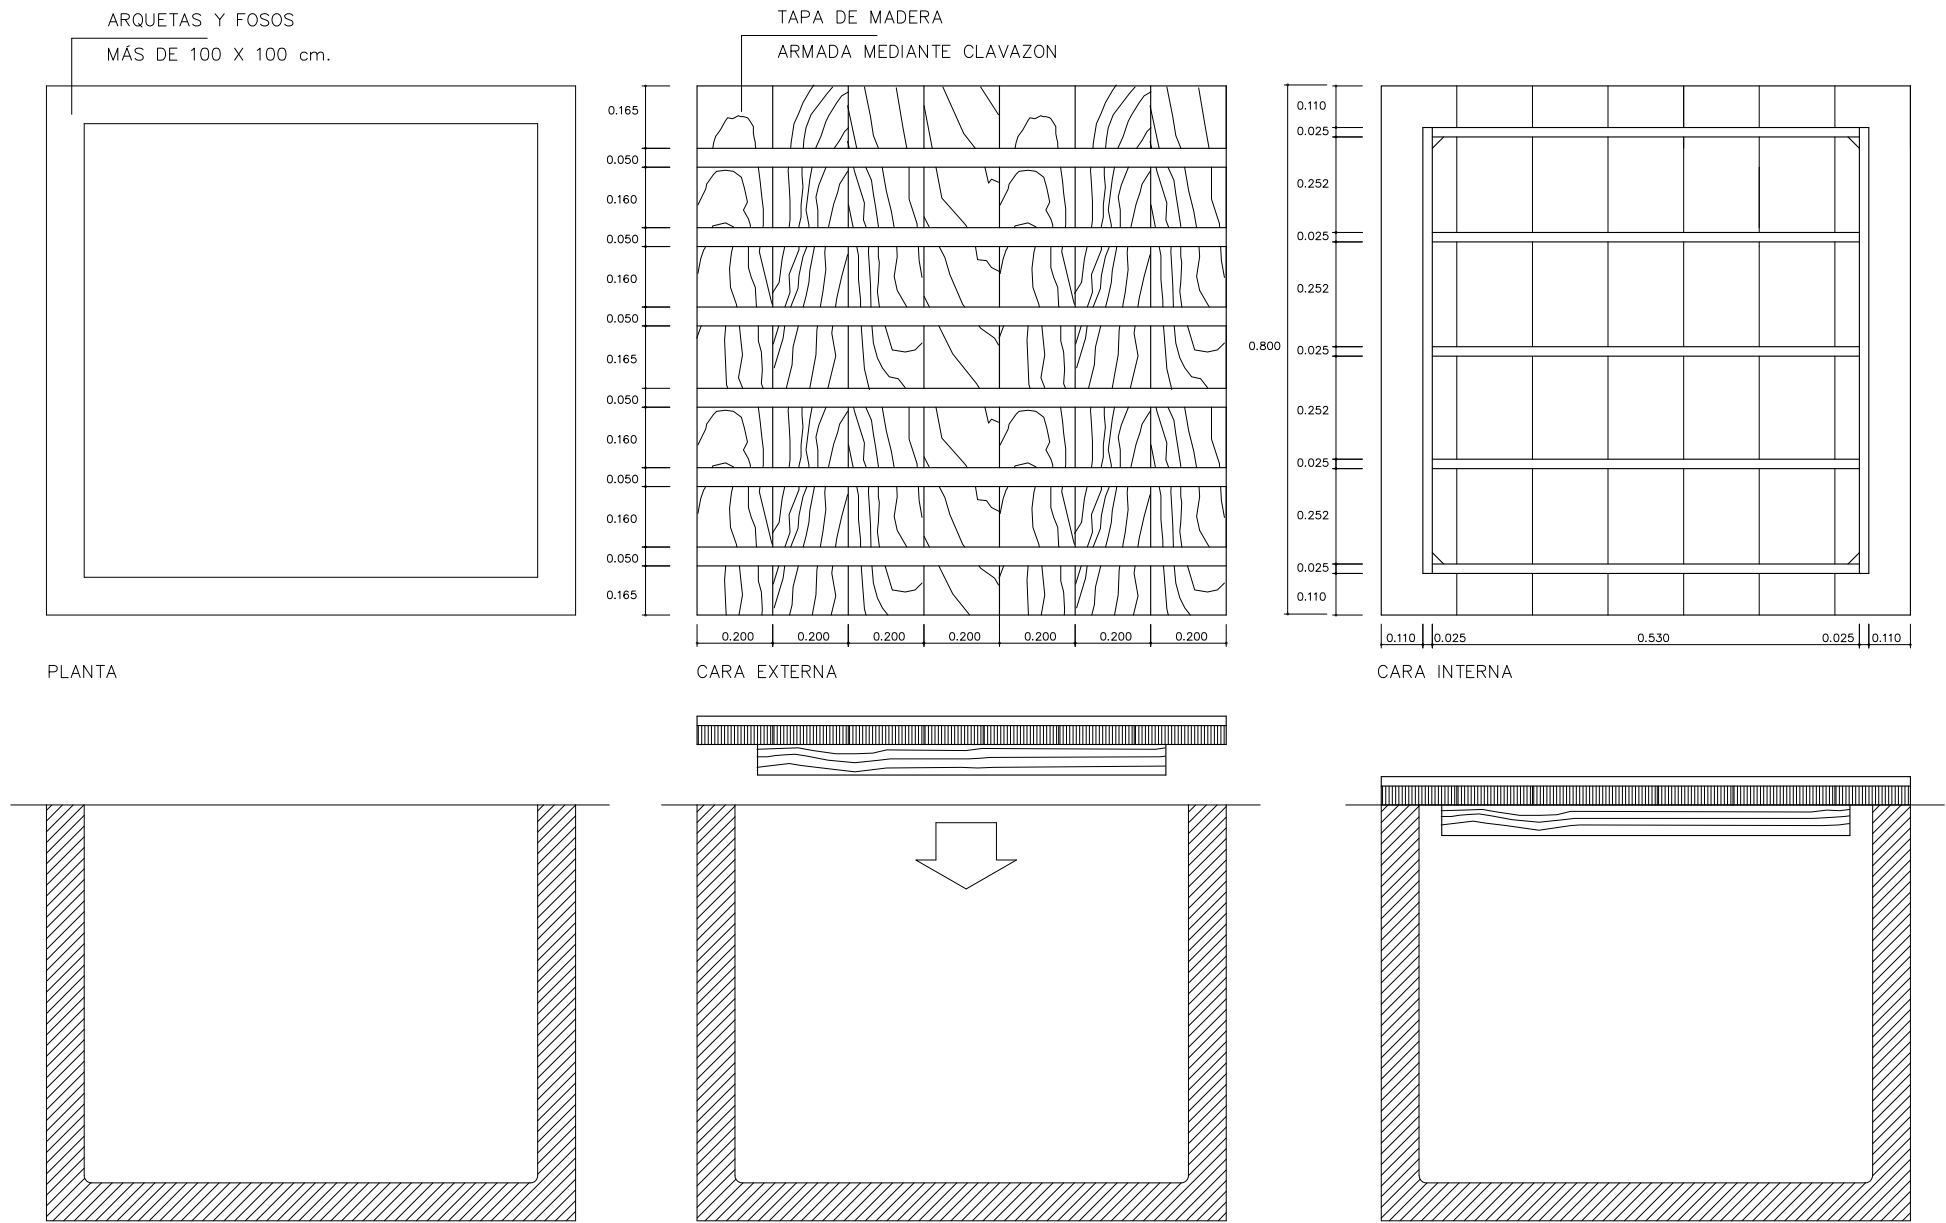 ARQUETAS Y FOSOS
MÁS DE 100 X 100 cm.
TAPA DE MADERA
ARMADA MEDIANTE CLAVAZON
0.165
0.050
0.160
0.050
0.160
0.050
0.165
0.050
0.160
0.050
0.160
0.050
0.165
0.200 0.200 0.200 0.200 0.200 0.200 0.200
0.800
0.110
0.025
0.252
0.025
0.252
0.025
0.252
0.025
0.252
0.025
0.110
0.110 0.025 0.530 0.025 0.110
PLANTA
CARA EXTERNA
CARA INTERNA